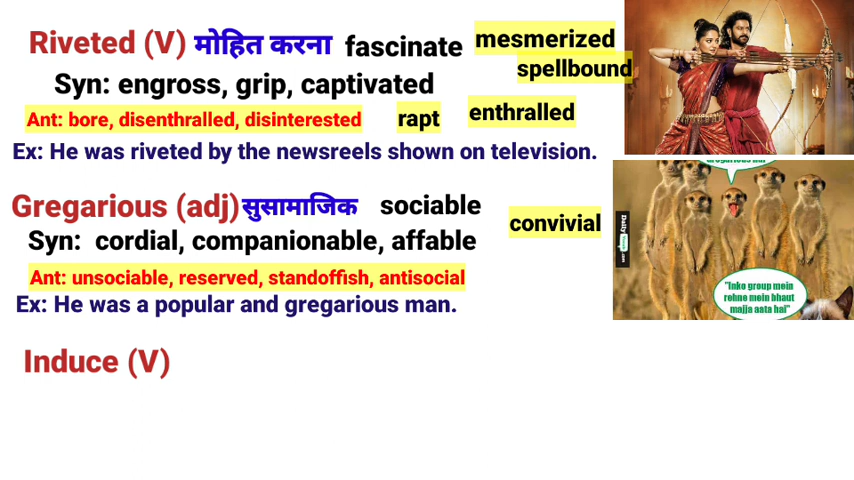 Riveted (V) मोहित करना fascinate mesmerized
spellbound
Syn: engross, grip, captivated
Ant: bore, disenthralled, disinterested rapt enthralled
Ex: He was riveted by the newsreels shown on television.
Gregarious (adj) सुसामाजिक sociable
convivial
Syn: cordial, companionable, affable
Ant: unsociable, reserved, standoffish, antisocial
Ex: He was a popular and gregarious man.
"Inko group mein
rehne mein bhaut
majja aata hai"
Induce (V)